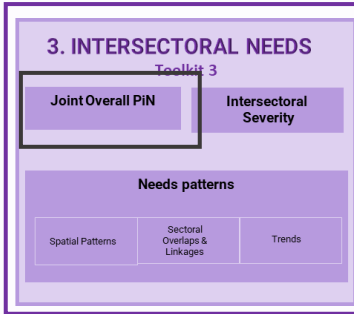 3. INTERSECTORAL NEEDS
Toolkit 3
Joint Overall PiN
Intersectoral
Severity
Needs patterns
Spatial Patterns
Sectoral
Overlaps &
Linkages
Trends